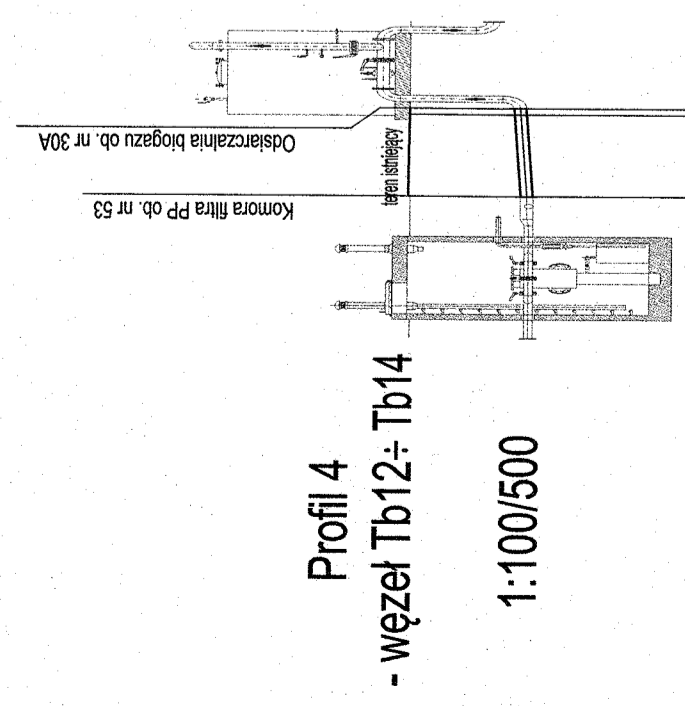 Profil 4
- węzeł Tb12÷ Tb14
1:100/500
Komora filtra PP ob. nr 53
Odsiarczalnia biogazu ob. nr 30A
teren istniejący